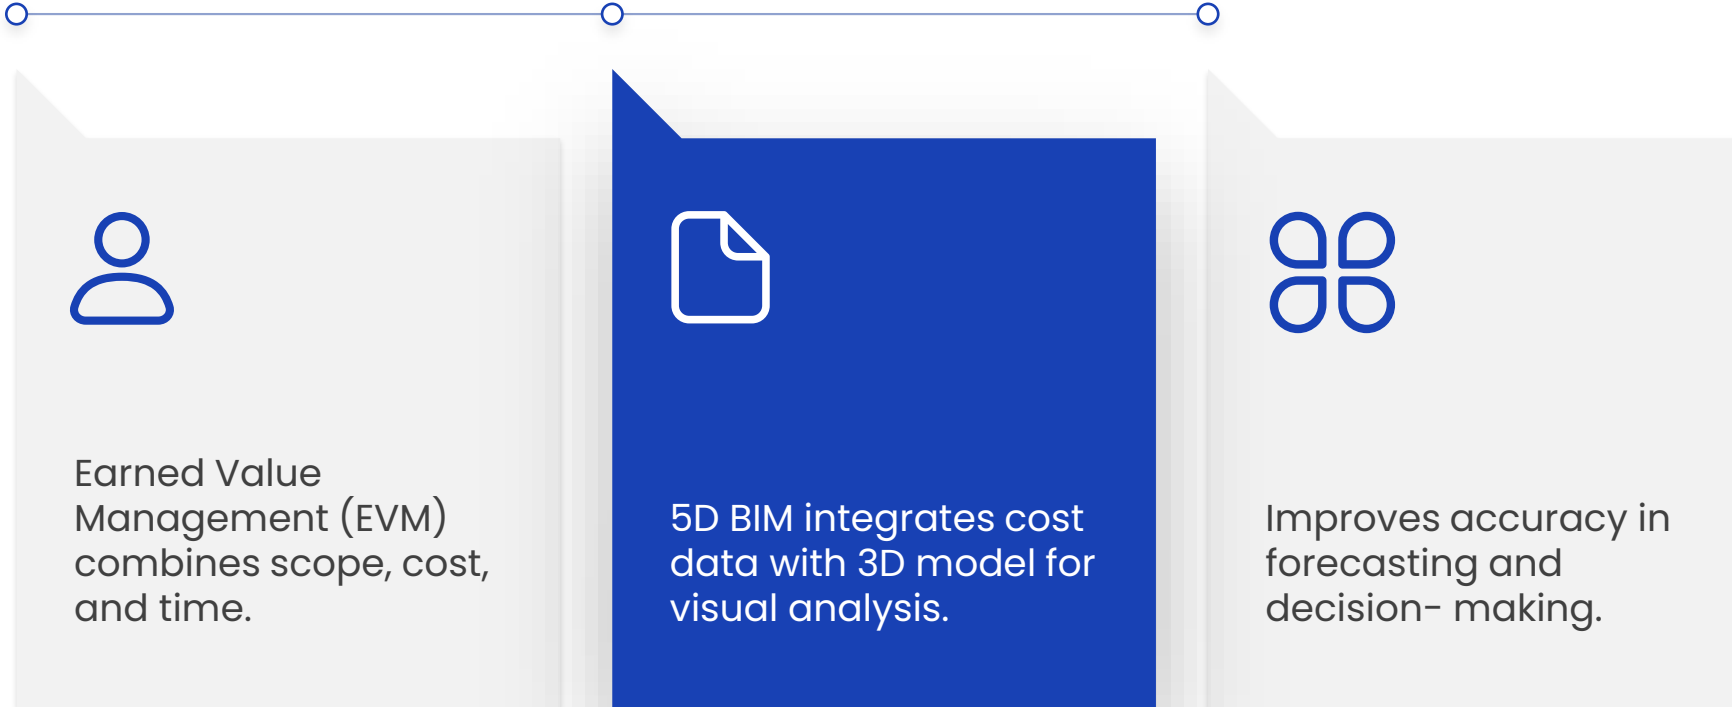 Earned Value
Management (EVM)
combines scope, cost,
and time.
5D BIM integrates cost
data with 3D model for
visual analysis.
Improves accuracy in
forecasting and
decision- making.